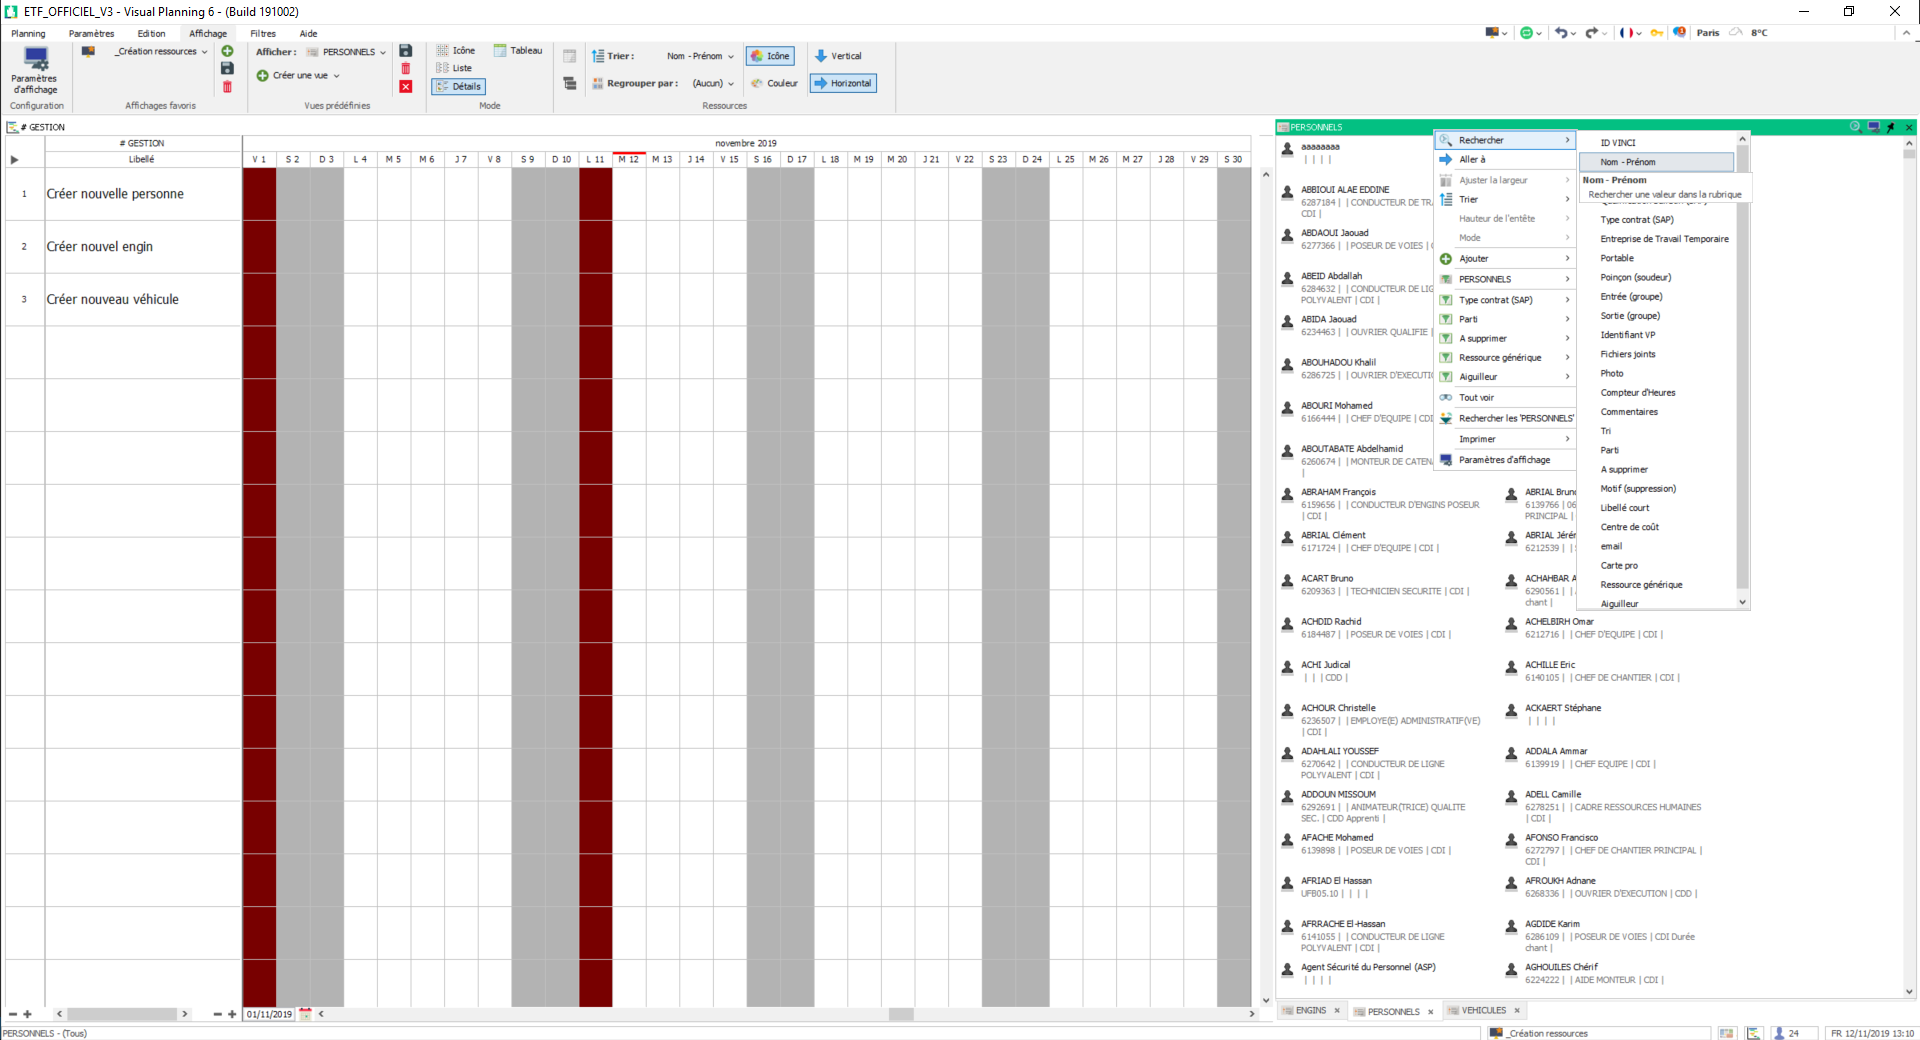 ETF_OFFICIEL_V3 - Visual Planning 6 - (Build 191002)
Planning Paramètres Edition Affichage Filtres Aide
Paris 8°C
Paramètres d'affichage
Configuration
_Création ressources
Affichages favoris
Afficher : PERSONNELS
Créer une vue
Vues prédéfinies
Icône Tableau
Liste
Détails
Mode
Trier : Nom - Prénom
Regrouper par : (Aucun)
Icône
Couleur
Vertical
Horizontal
Ressources
# GESTION
# GESTION
Libellé
novembre 2019
V 1 S 2 D 3 L 4 M 5 M 6 J 7 V 8 S 9 D 10 L 11 M 12 M 13 J 14 V 15 S 16 D 17 L 18 M 19 M 20 J 21 V 22 S 23 D 24 L 25 M 26 M 27 J 28 V 29 S 30
1 Créer nouvelle personne
2 Créer nouvel engin
3 Créer nouveau véhicule
PERSONNELS
aaaaaaaa
| | | |
ABBIOUI ALAE EDDINE
6287184 | | CONDUCTEUR DE TR
CDI |
ABDAOUI Jaouad
6277366 | | POSEUR DE VOIES |
ABEID Abdallah
6284632 | | CONDUCTEUR DE LIG
POLYVALENT | CDI |
ABIDA Jaouad
6234463 | | OUVRIER QUALIFIE |
ABOUHADOU Khalil
6286725 | | OUVRIER D'EXECUTI
ABOURI Mohamed
6166444 | | CHEF D'EQUIPE | CDI
ABOUTABATE Abdelhamid
6260674 | | MONTEUR DE CATEN
|
ABRAHAM François
6159656 | | CONDUCTEUR D'ENGINS POSEUR
| CDI |
ABRIAL Clément
6171724 | | CHEF D'EQUIPE | CDI |
ACART Bruno
6209363 | | TECHNICIEN SECURITE | CDI |
ACHDID Rachid
6184487 | | POSEUR DE VOIES | CDI |
ACHI Judical
| | | CDD |
ACHOUR Christelle
6236507 | | EMPLOYE(E) ADMINISTRATIF(VE)
| CDI |
ADAHLALI YOUSSEF
6270642 | | CONDUCTEUR DE LIGNE
POLYVALENT | CDI |
ADDOUN MISSOUM
6292691 | | ANIMATEUR(TRICE) QUALITE
SEC. | CDD Apprenti |
AFACHE Mohamed
6139898 | | POSEUR DE VOIES | CDI |
AFRIAD El Hassan
UFB05.10 | | | |
AFRRACHE El-Hassan
6141055 | | CONDUCTEUR DE LIGNE
POLYVALENT | CDI |
Agent Sécurité du Personnel (ASP)
| | | |
ABRIAL Brun
6139766 | 06
PRINCIPAL |
ABRIAL Jérér
6212539 | |
ACHAHBAR A
6290561 | |
chant |
ACHELBIRH Omar
6212716 | | CHEF D'EQUIPE | CDI |
ACHILLE Eric
6140105 | | CHEF DE CHANTIER | CDI |
ACKAERT Stéphane
| | | |
ADDALA Ammar
6139919 | | CHEF EQUIPE | CDI |
ADELL Camille
6278251 | | CADRE RESSOURCES HUMAINES
| CDI |
AFONSO Francisco
6272797 | | CHEF DE CHANTIER PRINCIPAL |
CDI |
AFROUKH Adnane
6268336 | | OUVRIER D'EXECUTION | CDD |
AGDIDE Karim
6286109 | | POSEUR DE VOIES | CDI Durée
chant |
AGHOUILES Chérif
6224222 | | AIDE MONTEUR | CDI |
Rechercher
Aller à
Ajuster la largeur
Trier
Hauteur de l'entête
Mode
Ajouter
PERSONNELS
Type contrat (SAP)
Parti
A supprimer
Ressource générique
Aiguilleur
Tout voir
Rechercher les 'PERSONNELS'
Imprimer
Paramètres d'affichage
ID VINCI
Nom - Prénom
Nom - Prénom
Rechercher une valeur dans la rubrique
Type contrat (SAP)
Entreprise de Travail Temporaire
Portable
Poinçon (soudeur)
Entrée (groupe)
Sortie (groupe)
Identifiant VP
Fichiers joints
Photo
Compteur d'Heures
Commentaires
Tri
Parti
A supprimer
Motif (suppression)
Libellé court
Centre de coût
email
Carte pro
Ressource générique
Aiguilleur
01/11/2019
ENGINS PERSONNELS VEHICULES
PERSONNELS - (Tous)
_Création ressources
24
FR 12/11/2019 13:10